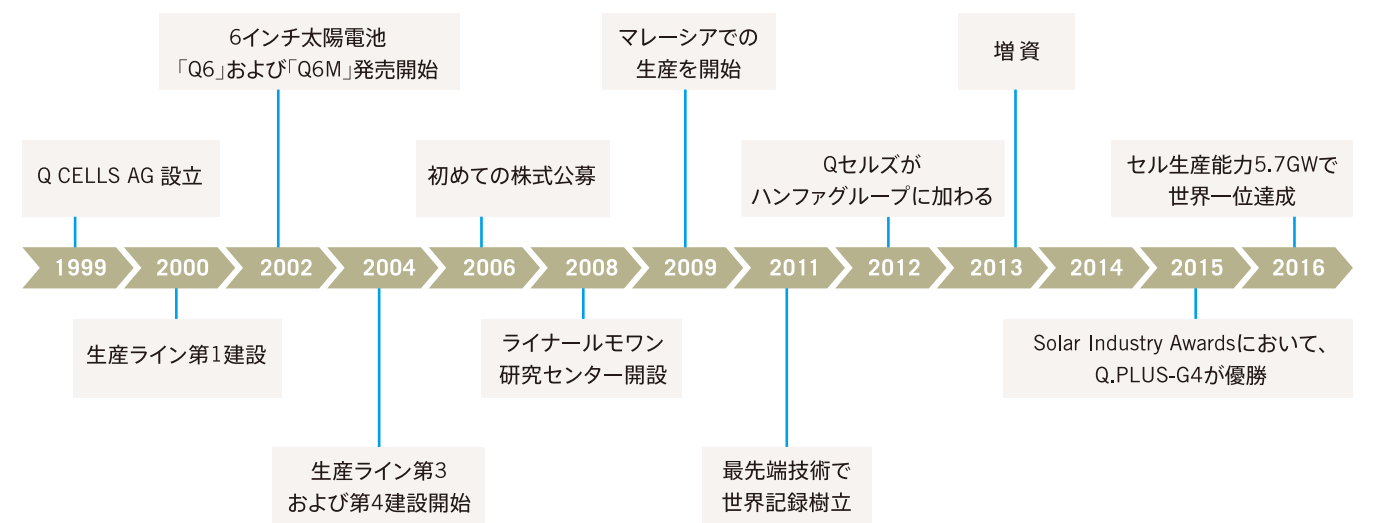 6インチ太陽電池
「Q6」および「Q6M」発売開始
マレーシアでの
生産を開始
増 資
Q CELLS AG 設立
初めての株式公募
Qセルズが
ハンファグループに加わる
セル生産能力5.7GWで
世界一位達成
1999 2000 2002 2004 2006 2008 2009 2011 2012 2013 2014 2015 2016
生産ライン第1建設
ライナールモワン
研究センター開設
Solar Industry Awardsにおいて、
Q.PLUS-G4が優勝
生産ライン第3
および第4建設開始
最先端技術で
世界記録樹立